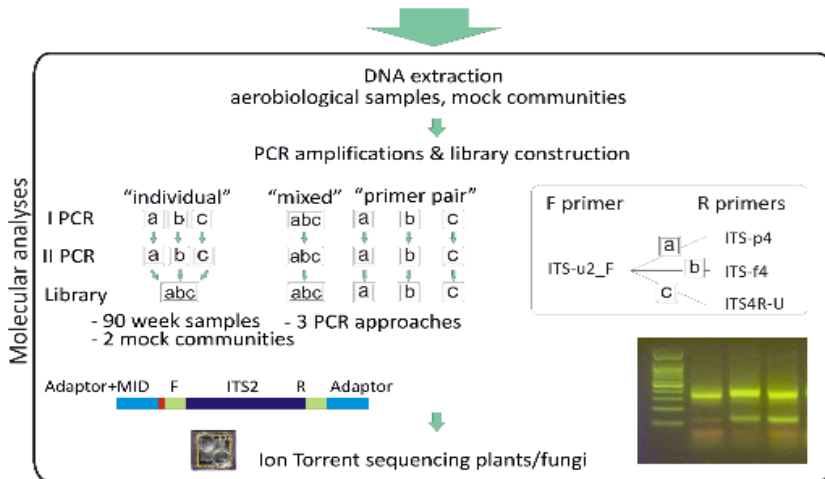 DNA extraction
aerobiological samples, mock communities
PCR amplifications & library construction
Molecular analyses
"individual" "mixed" "primer pair"
I PCR a b c abc a b c
II PCR a b c abc a b c
Library abc abc a b c
- 90 week samples - 3 PCR approaches
- 2 mock communities
F primer R primers
a ITS-p4
ITS-u2_F b ITS-f4
c ITS4R-U
Adaptor+MID F ITS2 R Adaptor
Ion Torrent sequencing plants/fungi